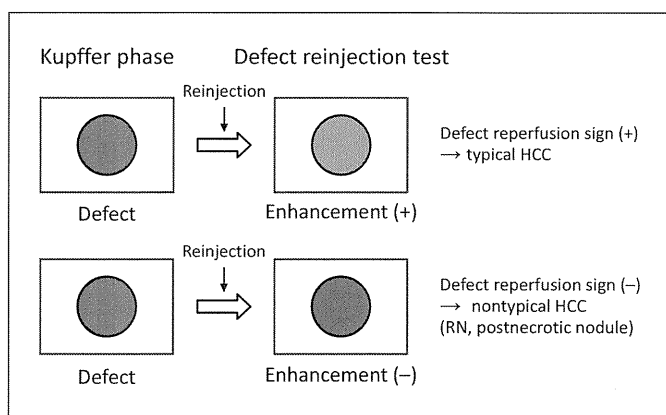 Kupffer phase
Defect reinjection test
Reinjection
Defect
Enhancement (+)
Defect reperfusion sign (+)
→ typical HCC
Reinjection
Defect
Enhancement (–)
Defect reperfusion sign (–)
→ nontypical HCC
(RN, postnecrotic nodule)